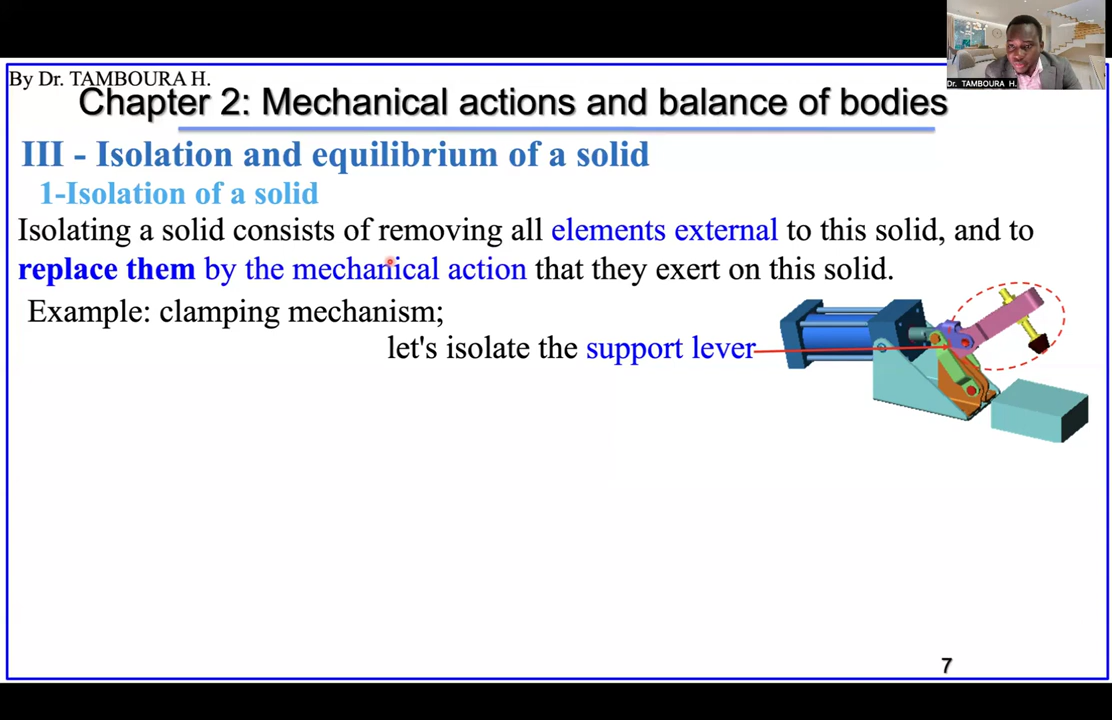 By Dr. TAMBOURA H.
Chapter 2: Mechanical actions and balance of bodies
III - Isolation and equilibrium of a solid
1-Isolation of a solid
Isolating a solid consists of removing all elements external to this solid, and to
replace them by the mechanical action that they exert on this solid.
Example: clamping mechanism;
let's isolate the support lever
7
Dr. TAMBOURA H.